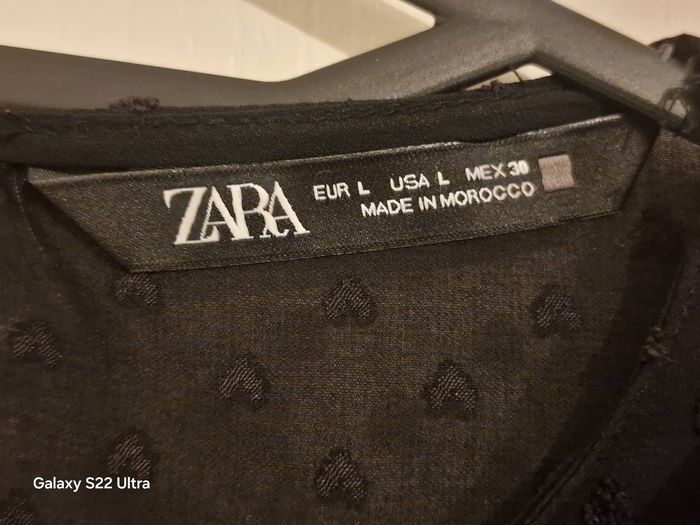 ZARA
EUR L USA L MEX 30
MADE IN MOROCCO
Galaxy S22 Ultra